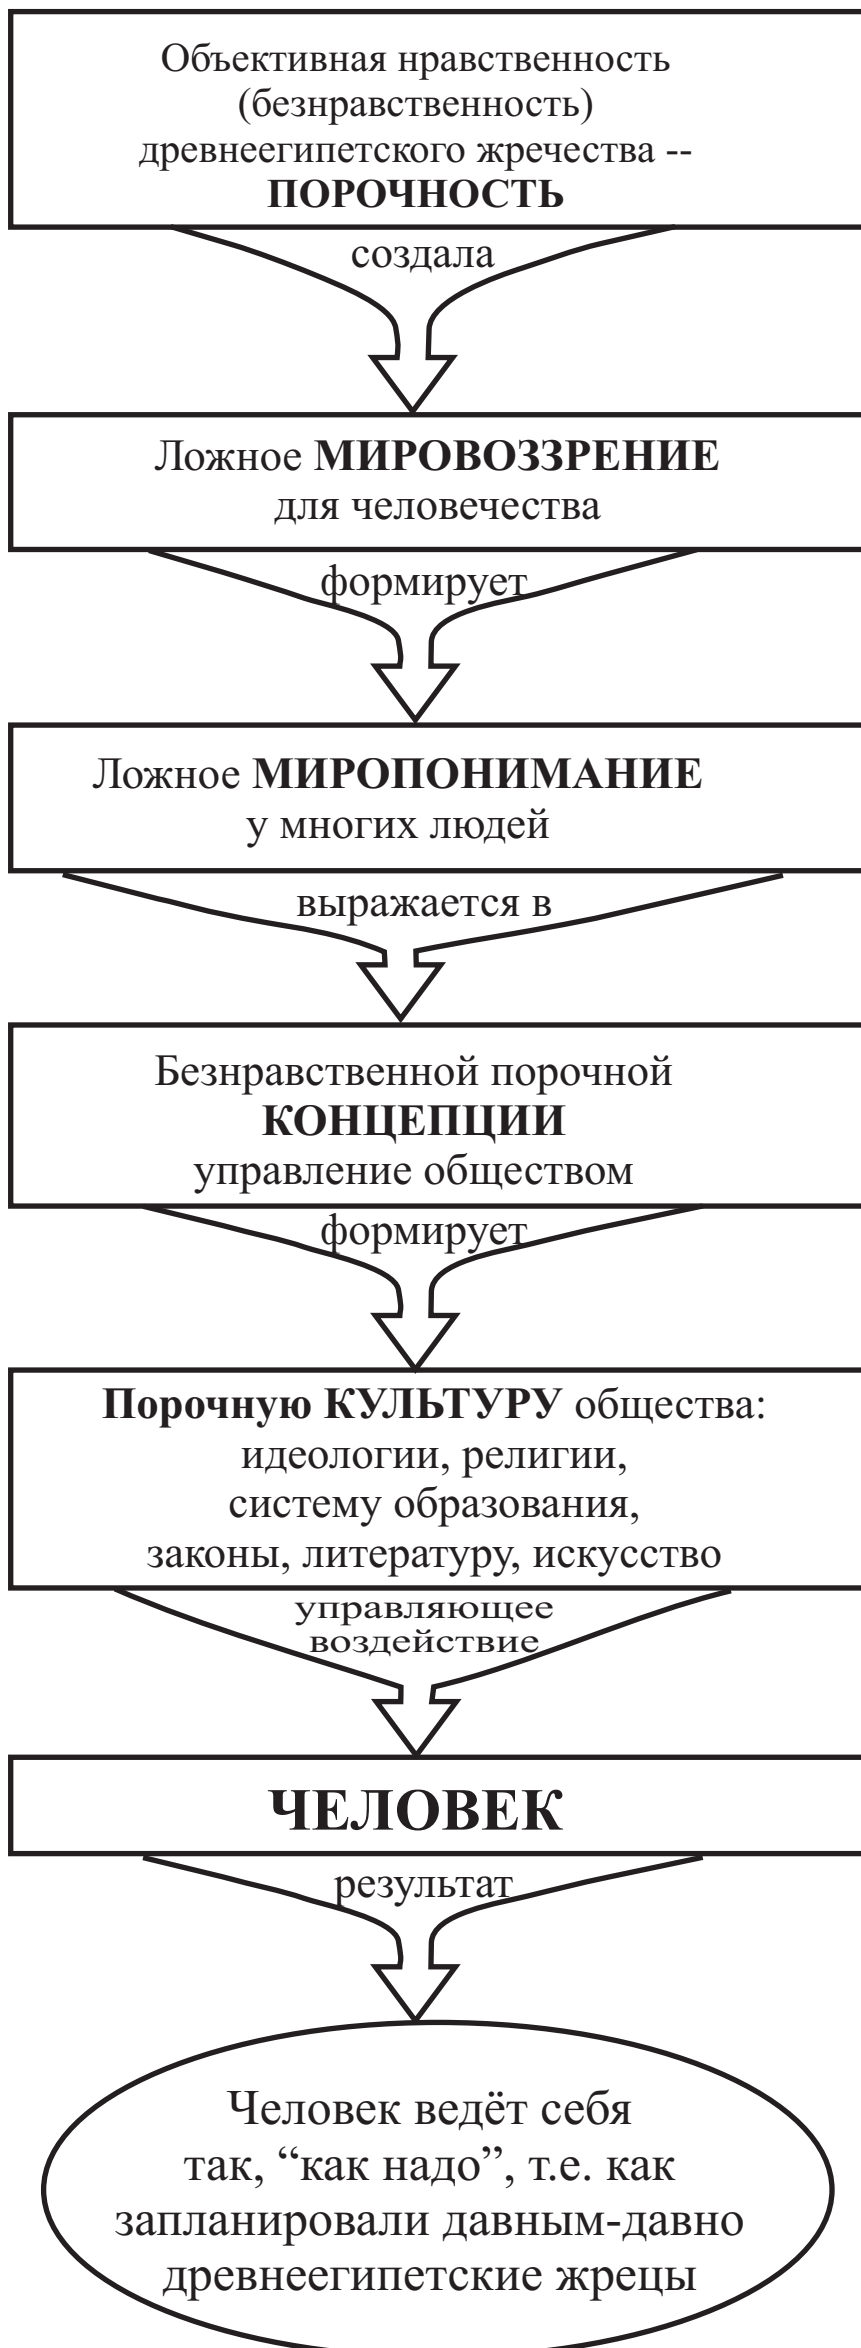 Объективная нравственность
(безнравственность)
древнеегипетского жречества --
ПОРОЧНОСТЬ
создала
Ложное МИРОВОЗЗРЕНИЕ
для человечества
формирует
Ложное МИРОПОНИМАНИЕ
у многих людей
выражается в
Безнравственной порочной
КОНЦЕПЦИИ
управление обществом
формирует
Порочную КУЛЬТУРУ общества:
идеологии, религии,
систему образования,
законы, литературу, искусство
управляющее
воздействие
ЧЕЛОВЕК
результат
Человек ведёт себя
так, “как надо”, т.е. как
запланировали давным-давно
древнеегипетские жрецы